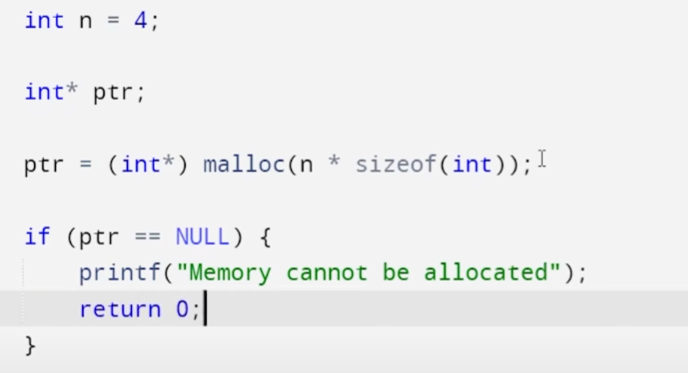 int n = 4;
int* ptr;
ptr = (int*) malloc(n * sizeof(int));
if (ptr == NULL) {
    printf("Memory cannot be allocated");
    return 0;
}